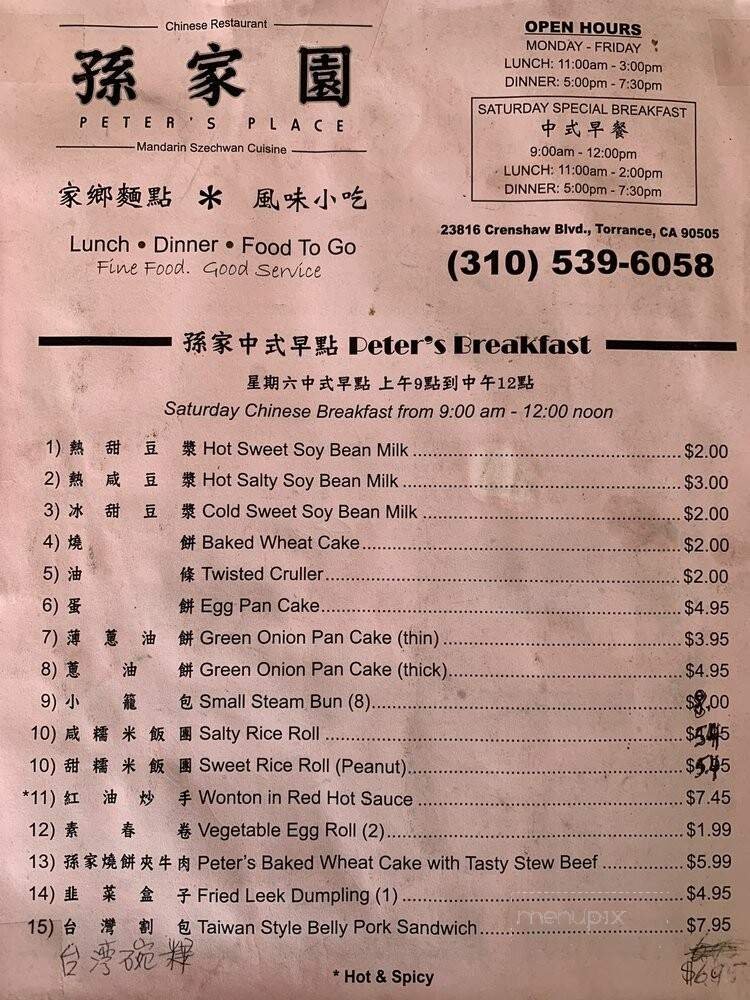 Chinese Restaurant
孫家園
PETER'S PLACE
Mandarin Szechwan Cuisine
家鄉麵點 * 風味小吃
Lunch • Dinner • Food To Go
Fine Food. Good Service
OPEN HOURS
MONDAY - FRIDAY
LUNCH: 11:00am - 3:00pm
DINNER: 5:00pm - 7:30pm
SATURDAY SPECIAL BREAKFAST
中式早餐
9:00am - 12:00pm
LUNCH: 11:00am - 2:00pm
DINNER: 5:00pm - 7:30pm
23816 Crenshaw Blvd., Torrance, CA 90505
(310) 539-6058
孫家中式早點 Peter's Breakfast
星期六中式早點 上午9點到中午12點
Saturday Chinese Breakfast from 9:00 am - 12:00 noon
1) 熱甜豆漿 Hot Sweet Soy Bean Milk $2.00
2) 熱咸豆漿 Hot Salty Soy Bean Milk $3.00
3) 冰甜豆漿 Cold Sweet Soy Bean Milk $2.00
4) 燒餅 Baked Wheat Cake $2.00
5) 油條 Twisted Cruller $2.00
6) 蛋餅 Egg Pan Cake $4.95
7) 薄蔥油餅 Green Onion Pan Cake (thin) $3.95
8) 蔥油餅 Green Onion Pan Cake (thick) $4.95
9) 小籠包 Small Steam Bun (8) $8.00
10) 咸糯米飯團 Salty Rice Roll
10) 甜糯米飯團 Sweet Rice Roll (Peanut)
*11) 紅油炒手 Wonton in Red Hot Sauce $7.45
12) 素春卷 Vegetable Egg Roll (2) $1.99
13) 孫家燒餅夾牛肉 Peter's Baked Wheat Cake with Tasty Stew Beef $5.99
14) 韭菜盒子 Fried Leek Dumpling (1) $4.95
15) 台灣割包 Taiwan Style Belly Pork Sandwich $7.95
台湾碗粿 $6.95
* Hot & Spicy
menupix